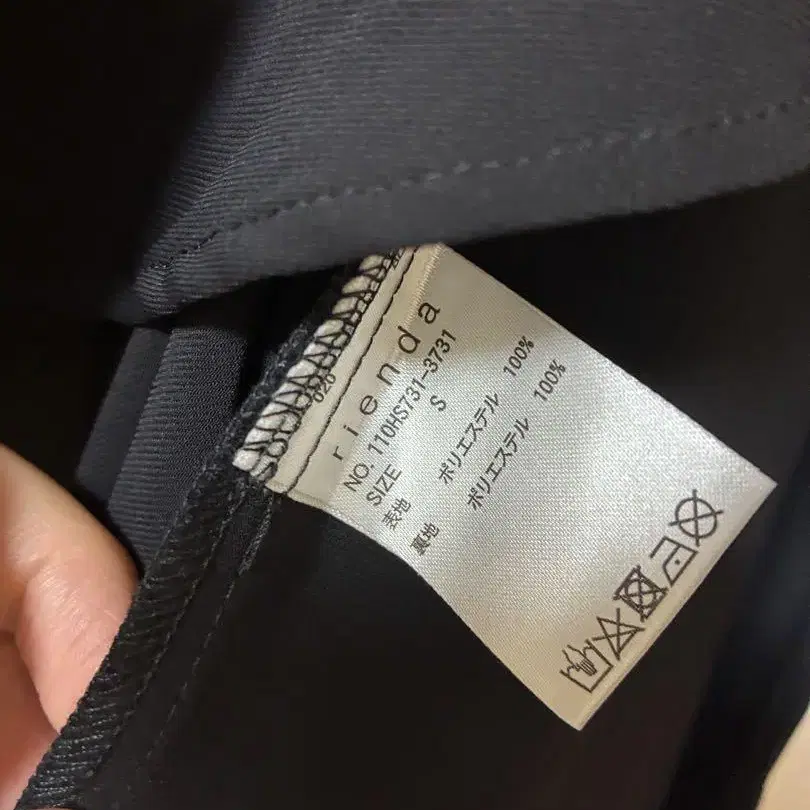 020
rienda
NO. 110HS731-3731
SIZE S
表地 ポリエステル 100%
裏地 ポリエステル 100%